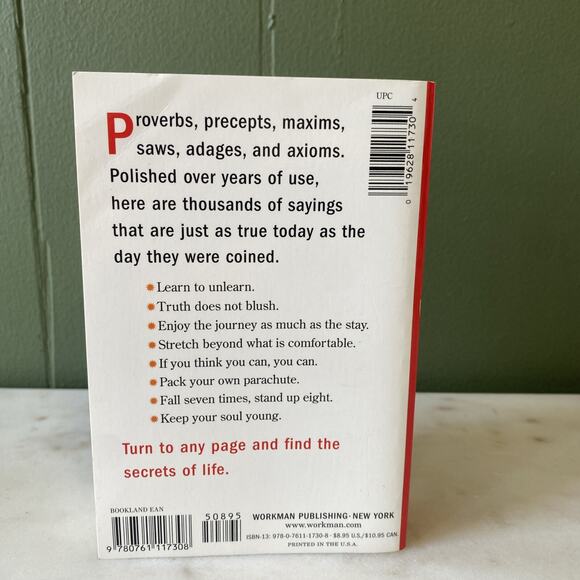 UPC
0 19628 11730 4
Proverbs, precepts, maxims,
saws, adages, and axioms.
Polished over years of use,
here are thousands of sayings
that are just as true today as the
day they were coined.
Learn to unlearn.
Truth does not blush.
Enjoy the journey as much as the stay.
Stretch beyond what is comfortable.
If you think you can, you can.
Pack your own parachute.
Fall seven times, stand up eight.
Keep your soul young.
Turn to any page and find the
secrets of life.
BOOKLAND EAN
50895
9 780761 117308
WORKMAN PUBLISHING • NEW YORK
www.workman.com
ISBN-13: 978-0-7611-1730-8 • $8.95 U.S./$10.95 CAN.
PRINTED IN THE U.S.A.